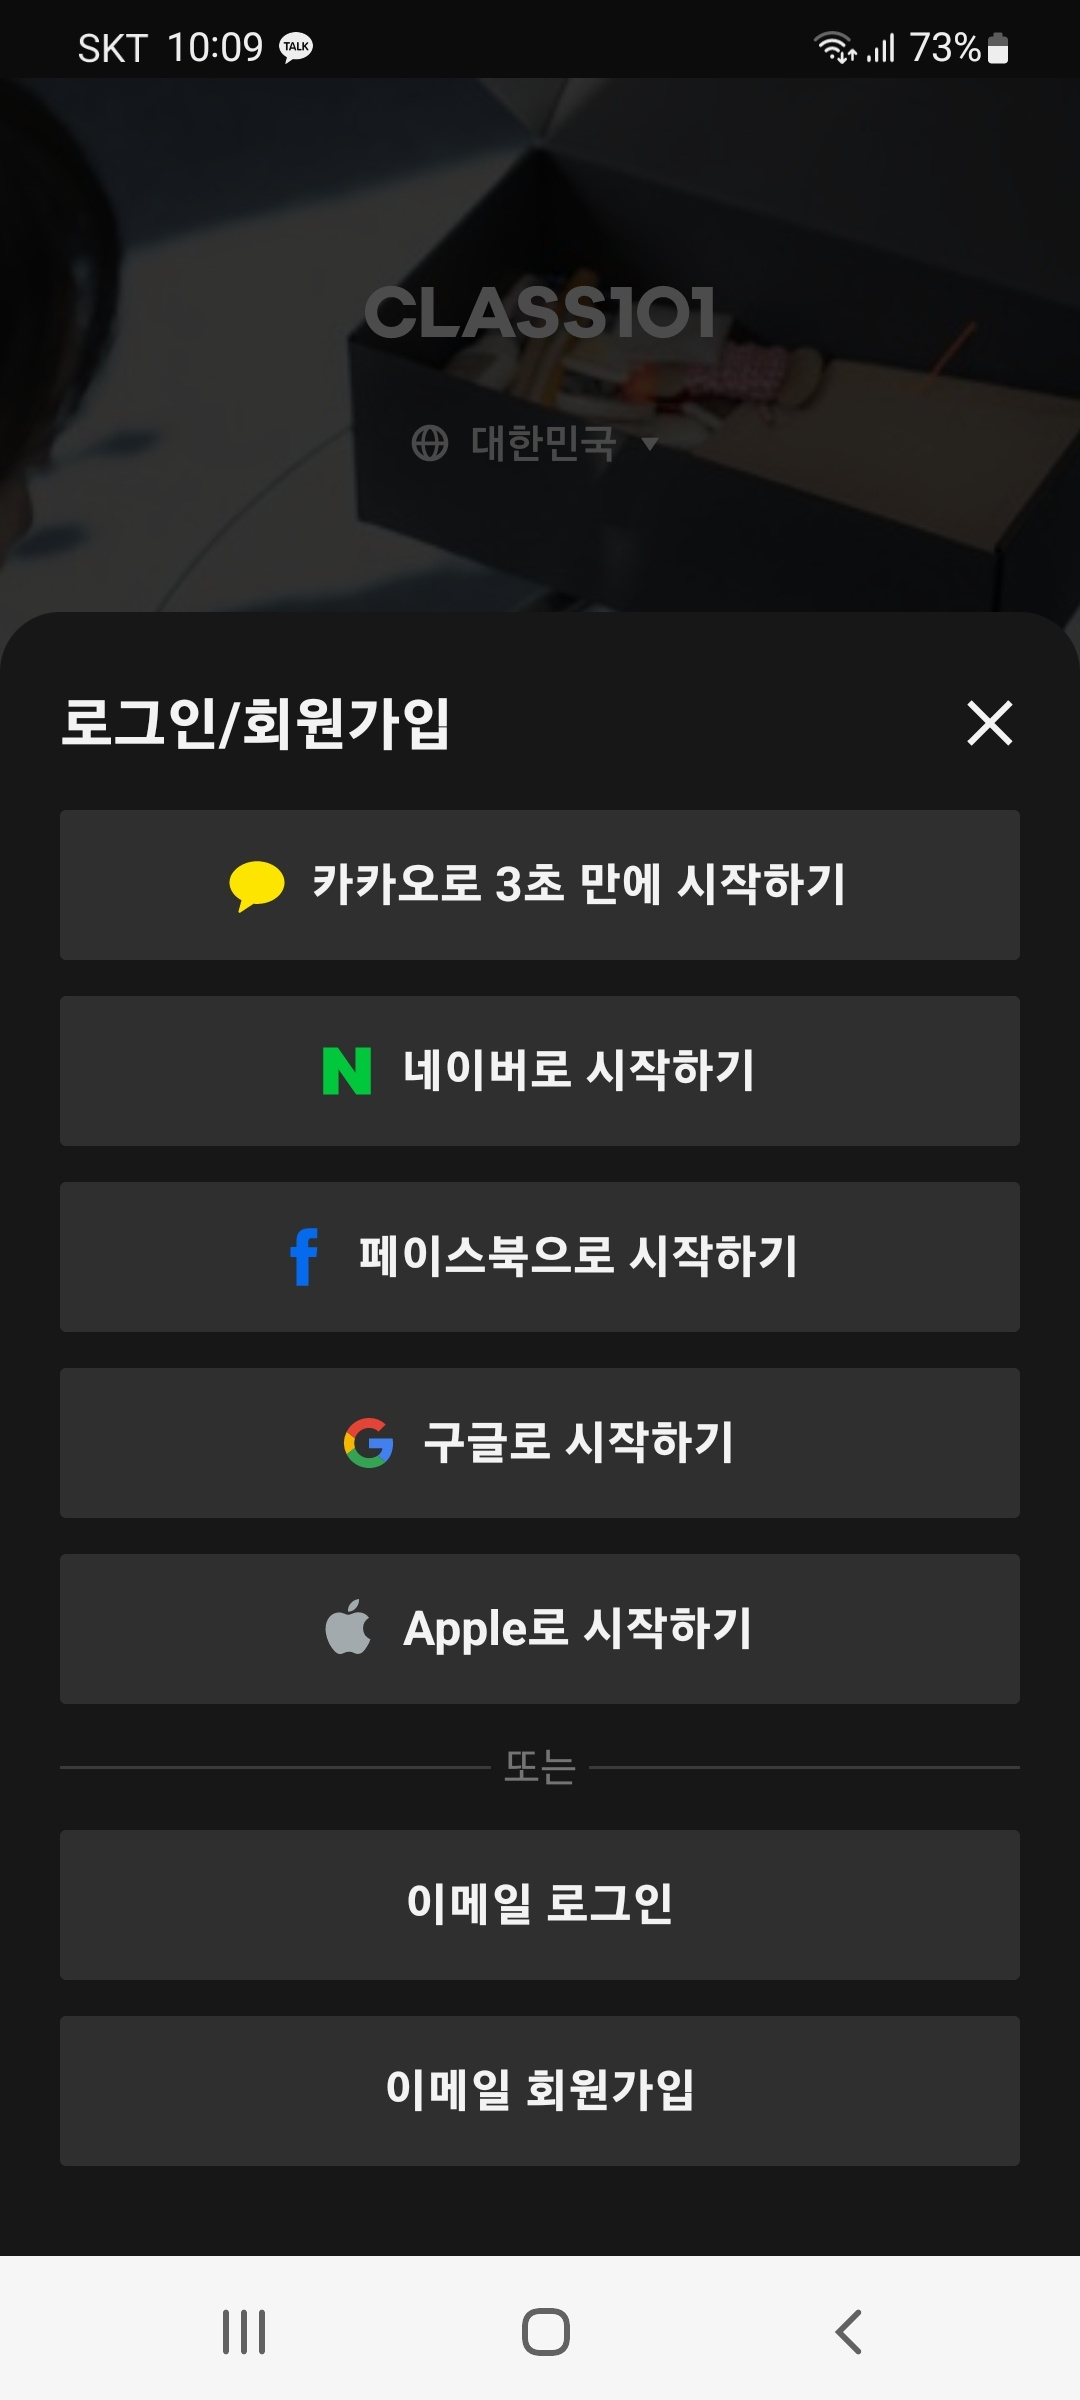 SKT 10:09 TALK 73%
CLASS101
대한민국
로그인/회원가입
카카오로 3초 만에 시작하기
네이버로 시작하기
페이스북으로 시작하기
구글로 시작하기
Apple로 시작하기
또는
이메일 로그인
이메일 회원가입